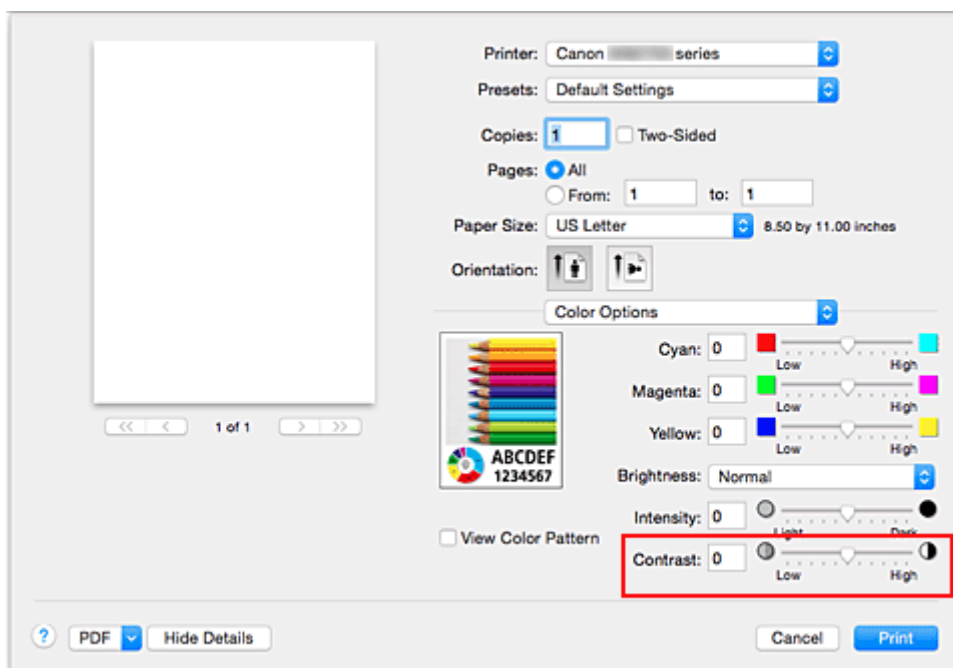 Printer: Canon series
Presets: Default Settings
Copies: 1 Two-Sided
Pages: All
From: 1 to: 1
Paper Size: US Letter 8.50 by 11.00 inches
Orientation:
Color Options
Cyan: 0
Low High
Magenta: 0
Low High
Yellow: 0
Low High
ABCDEF
1234567
Brightness: Normal
Intensity: 0
Light Dark
View Color Pattern
Contrast: 0
Low High
<< < 1 of 1 > >>
? PDF Hide Details Cancel Print